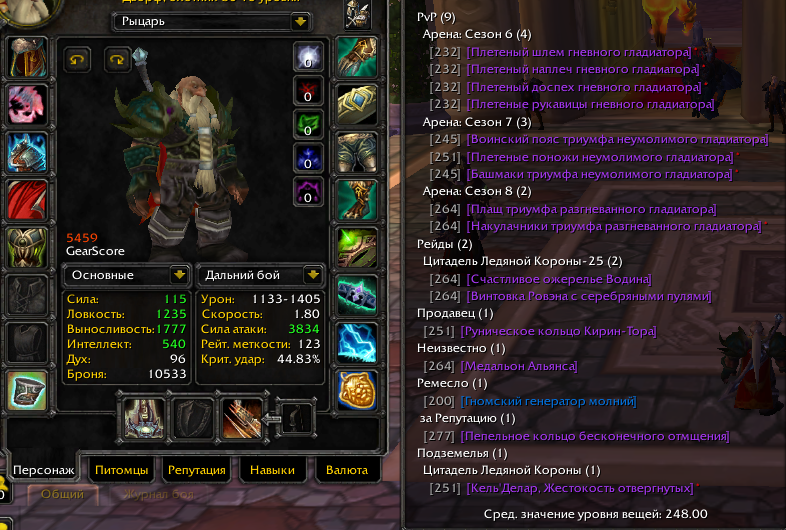 Рыцарь
0
0
0
0
0
5459
GearScore
Основные
Дальний бой
Сила: 115
Ловкость: 1235
Выносливость: 1777
Интеллект: 540
Дух: 96
Броня: 10533
Урон: 1133-1405
Скорость: 1.80
Сила атаки: 3834
Рейт. меткости: 123
Крит. удар: 44.83%
Персонаж
Питомцы
Репутация
Навыки
Валюта
0
Общий
Журнал боя
PvP (9)
Арена: Сезон 6 (4)
[232] [Плетеный шлем гневного гладиатора]
[232] [Плетеный наплеч гневного гладиатора]
[232] [Плетеный доспех гневного гладиатора]
[232] [Плетеные рукавицы гневного гладиатора]
Арена: Сезон 7 (3)
[245] [Воинский пояс триумфа неумолимого гладиатора]
[251] [Плетеные поножи неумолимого гладиатора]
[245] [Башмаки триумфа неумолимого гладиатора]
Арена: Сезон 8 (2)
[264] [Плащ триумфа разгневанного гладиатора]
[264] [Накулачники триумфа разгневанного гладиатора]
Рейды (2)
Цитадель Ледяной Короны-25 (2)
[264] [Счастливое ожерелье Водина]
[264] [Винтовка Ровэна с серебряными пулями]
Продавец (1)
[251] [Руническое кольцо Кирин-Тора]
Неизвестно (1)
[264] [Медальон Альянса]
Ремесло (1)
[200] [Гномский генератор молний]
за Репутацию (1)
[277] [Пепельное кольцо бесконечного отмщения]
Подземелья (1)
Цитадель Ледяной Короны (1)
[251] [Кель'Делар, Жестокость отвергнутых]
Сред. значение уровня вещей: 248.00